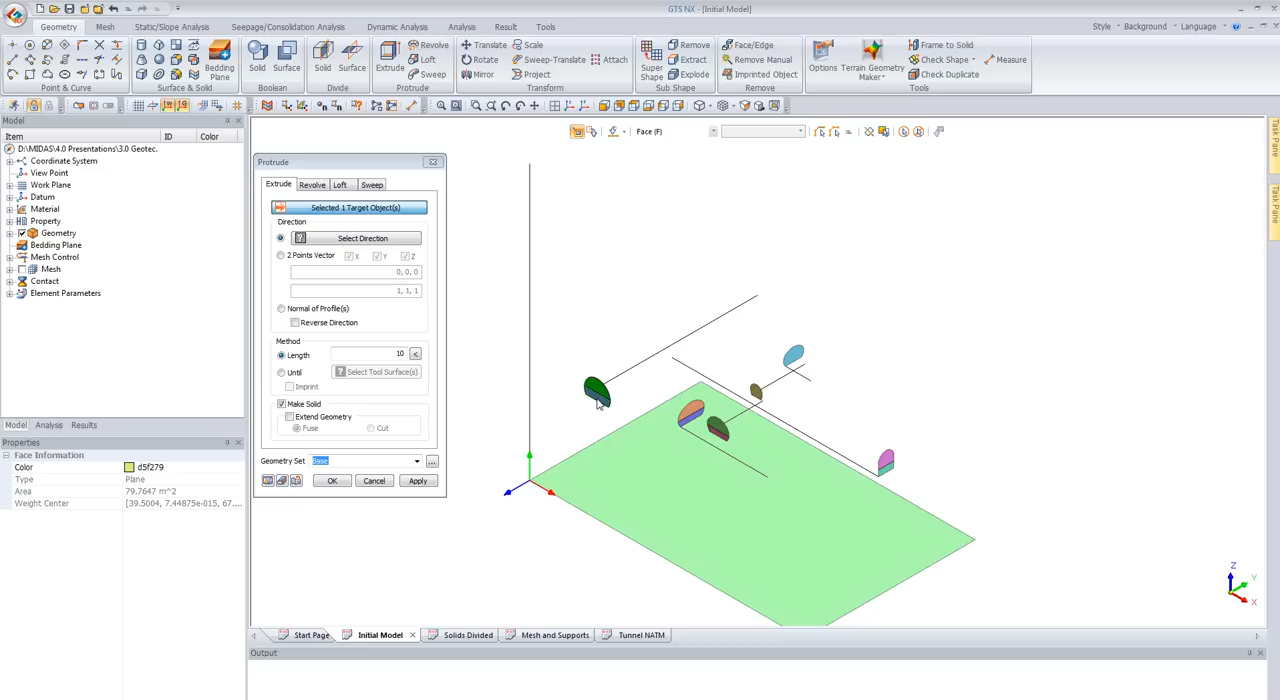 GTS NX - [Initial Model]
Geometry Mesh Static/Slope Analysis Seepage/Consolidation Analysis Dynamic Analysis Analysis Result Tools
Style Background Language
Revolve Translate Scale Remove Face/Edge Frame to Solid
Bedding Plane Solid Surface Solid Surface Extrude Loft Rotate Sweep-Translate Attach Super Shape Extract Remove Manual Options Terrain Geometry Maker Check Shape Measure
Sweep Mirror Project Explode Imprinted Object Check Duplicate
Point & Curve Surface & Solid Boolean Divide Protrude Transform Sub Shape Remove Tools
Model
Item ID Color
D:\MIDAS\4.0 Presentations\3.0 Geotec.
Coordinate System
View Point
Work Plane
Datum
Material
Property
Geometry
Bedding Plane
Mesh Control
Mesh
Contact
Element Parameters
Model Analysis Results
Properties
Face Information
Color d5f279
Type Plane
Area 79.7647 m^2
Weight Center [39.5004, 7.44875e-015, 67....
Face (F)
Protrude
Extrude Revolve Loft Sweep
Selected 1 Target Object(s)
Direction
Select Direction
2 Points Vector X Y Z
0, 0, 0
1, 1, 1
Normal of Profile(s)
Reverse Direction
Method
Length 10 <
Until Select Tool Surface(s)
Imprint
Make Solid
Extend Geometry
Fuse Cut
Geometry Set Base ...
OK Cancel Apply
Z
Y
X
Task Pane
Task Pane
Start Page Initial Model Solids Divided Mesh and Supports Tunnel NATM
Output